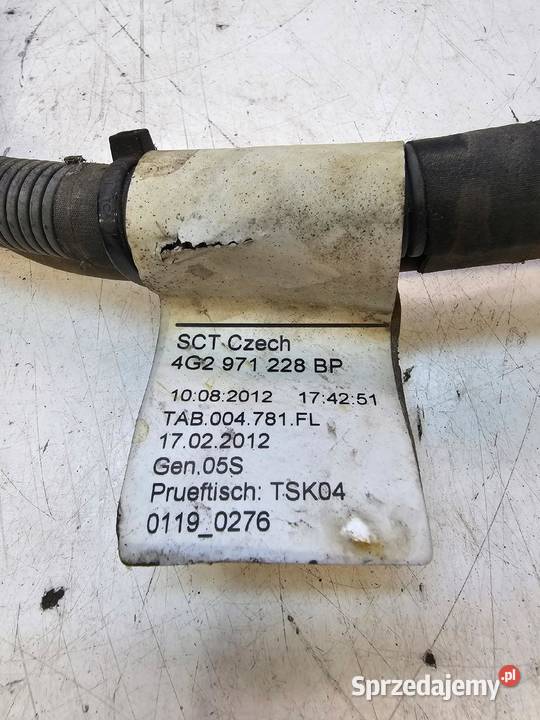 SCT Czech
4G2 971 228 BP
10:08:2012 17:42:51
TAB.004.781.FL
17.02.2012
Gen.05S
Prueftisch: TSK04
0119_0276
Sprzedajemy.pl